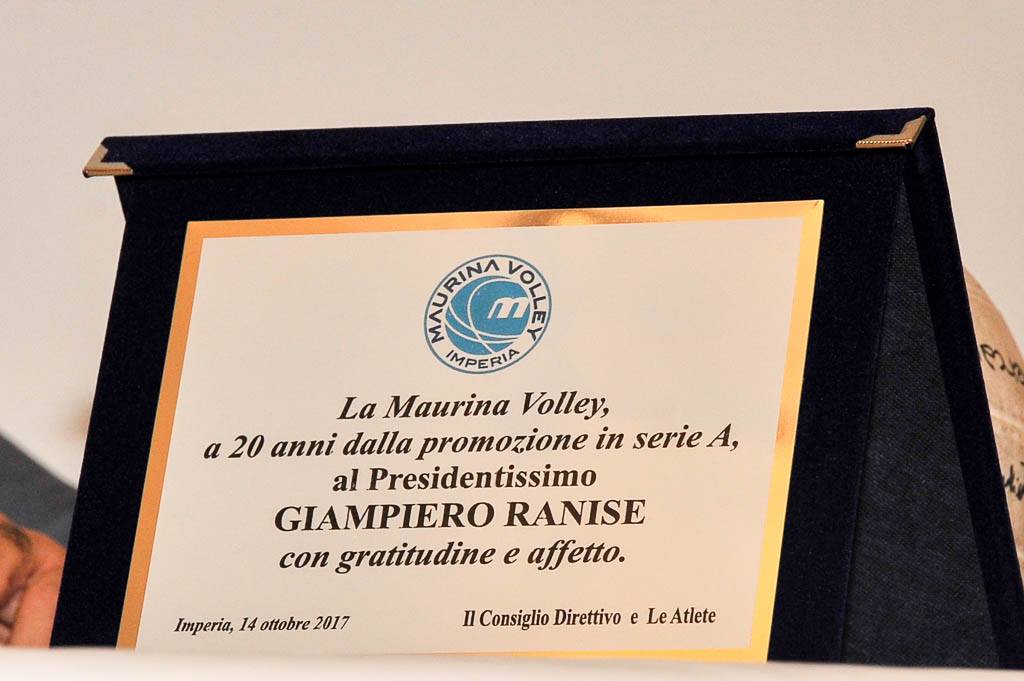 MAURINA VOLLEY
m
IMPERIA
La Maurina Volley,
a 20 anni dalla promozione in serie A,
al Presidentissimo
GIAMPIERO RANISE
con gratitudine e affetto.
Imperia, 14 ottobre 2017
Il Consiglio Direttivo e Le Atlete